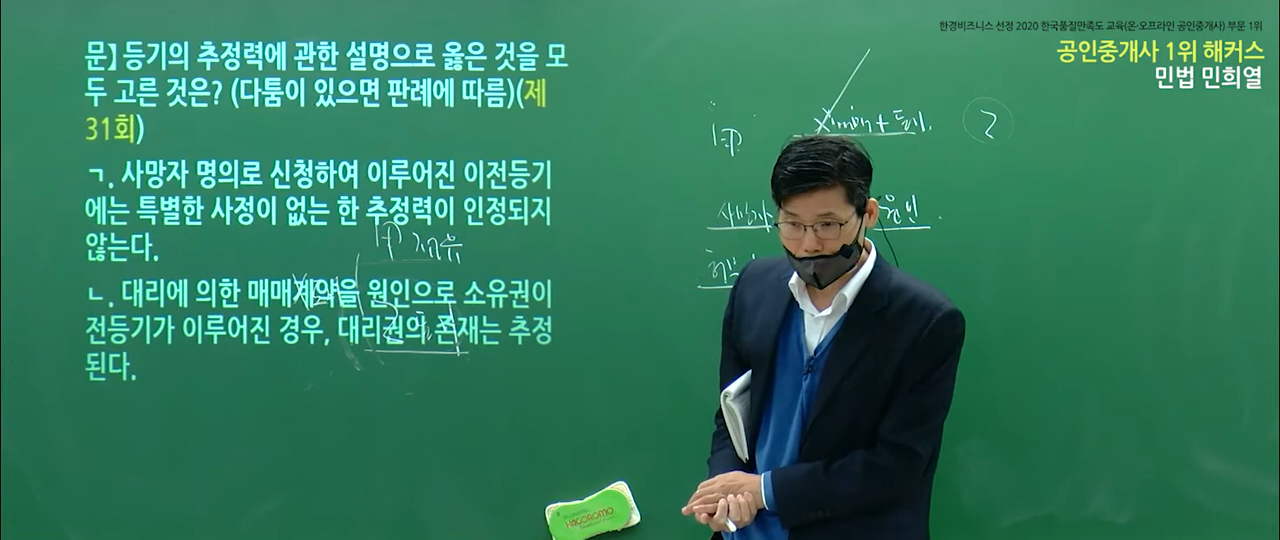 한경비즈니스 선정 2020 한국품질만족도 교육(온·오프라인 공인중개사) 부문 1위
공인중개사 1위 해커스
민법 민희열
문】 등기의 추정력에 관한 설명으로 옳은 것을 모
두 고른 것은? (다툼이 있으면 판례에 따름)(제
31회)
ㄱ. 사망자 명의로 신청하여 이루어진 이전등기
에는 특별한 사정이 없는 한 추정력이 인정되지
않는다.
ㄴ. 대리에 의한 매매계약을 원인으로 소유권이
전등기가 이루어진 경우, 대리권의 존재는 추정
된다.
2
사망자
원인
HAGOROMO